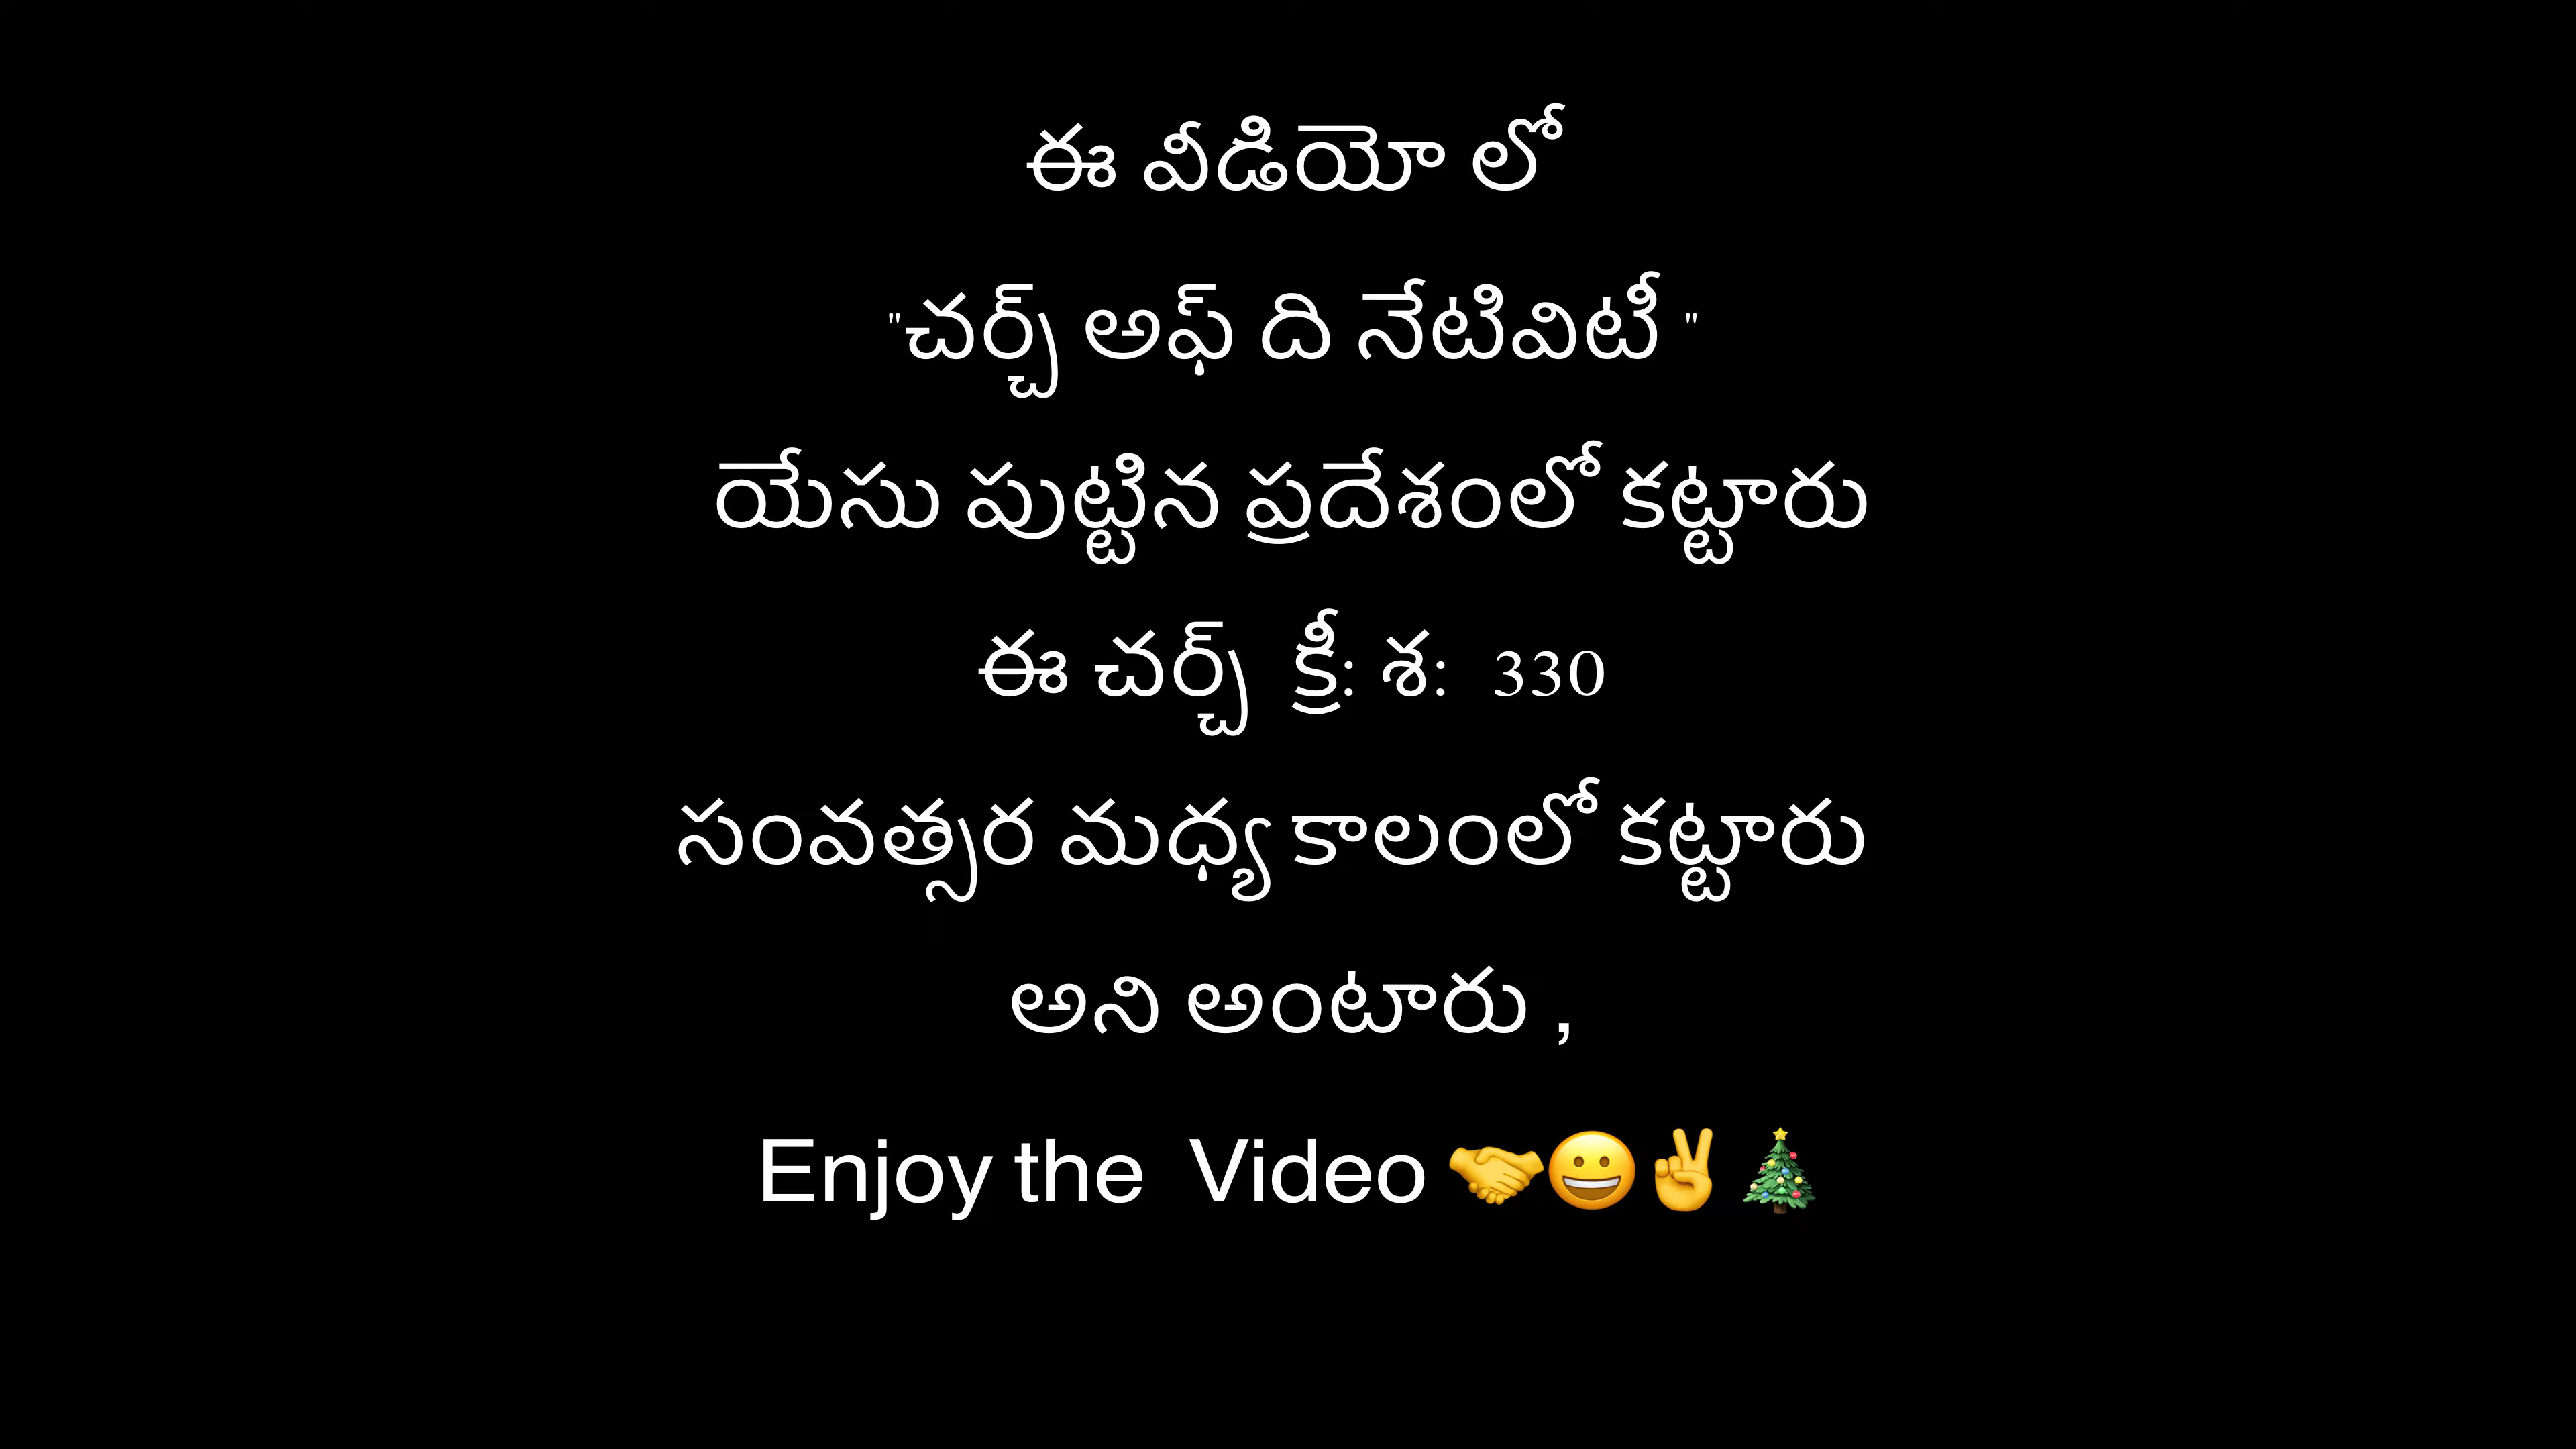 ఈ వీడియో లో
"చర్చ్ అఫ్ ది నేటివిటీ "
యేసు పుట్టిన ప్రదేశంలో కట్టారు
ఈ చర్చ్  క్రీ: శ:  330
సంవత్సర మధ్య కాలంలో కట్టారు
అని అంటారు ,
Enjoy the  Video 🤝😀✌️🎄